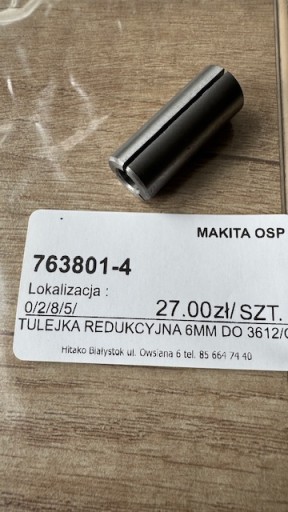 MAKITA OSP
763801-4
Lokalizacja :
0/2/8/5/ 27.00zł/ SZT.
TULEJKA REDUKCYJNA 6MM DO 3612/
Hitako Białystok ul. Owsiana 6 tel. 85 664 74 40